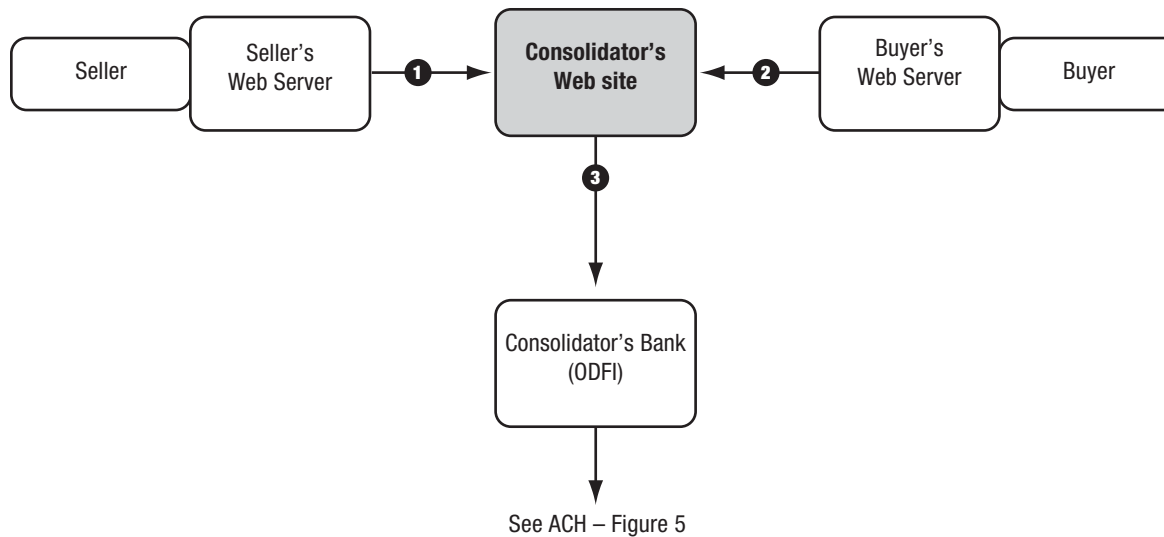 Seller
Seller’s
Web Server
1
Consolidator’s
Web site
2
Buyer’s
Web Server
Buyer
3
Consolidator’s Bank
(ODFI)
See ACH – Figure 5